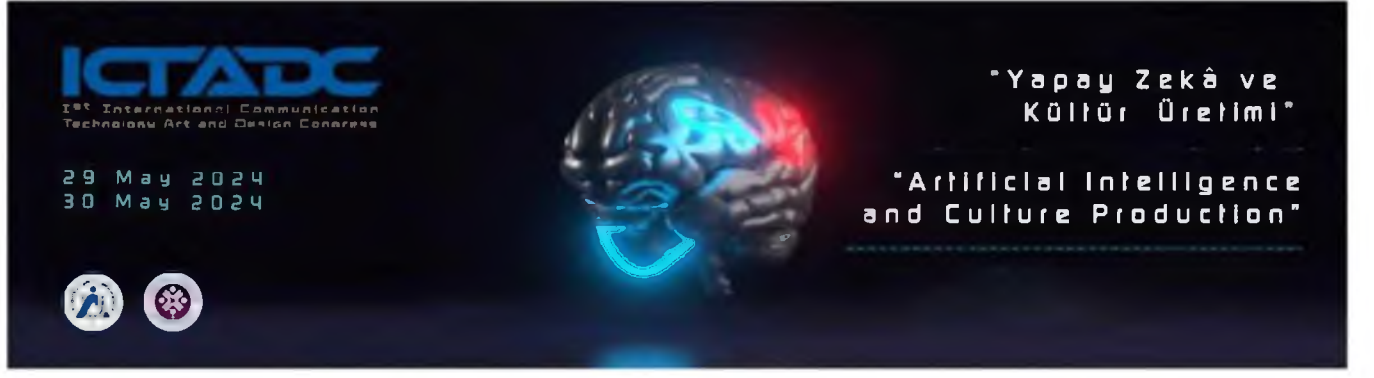 ICTADC
1st International Communication
Technology Art and Design Congress
29 May 2024
30 May 2024
"Yapay Zekâ ve
Kültür Üretimi"
"Artificial Intelligence
and Culture Production"